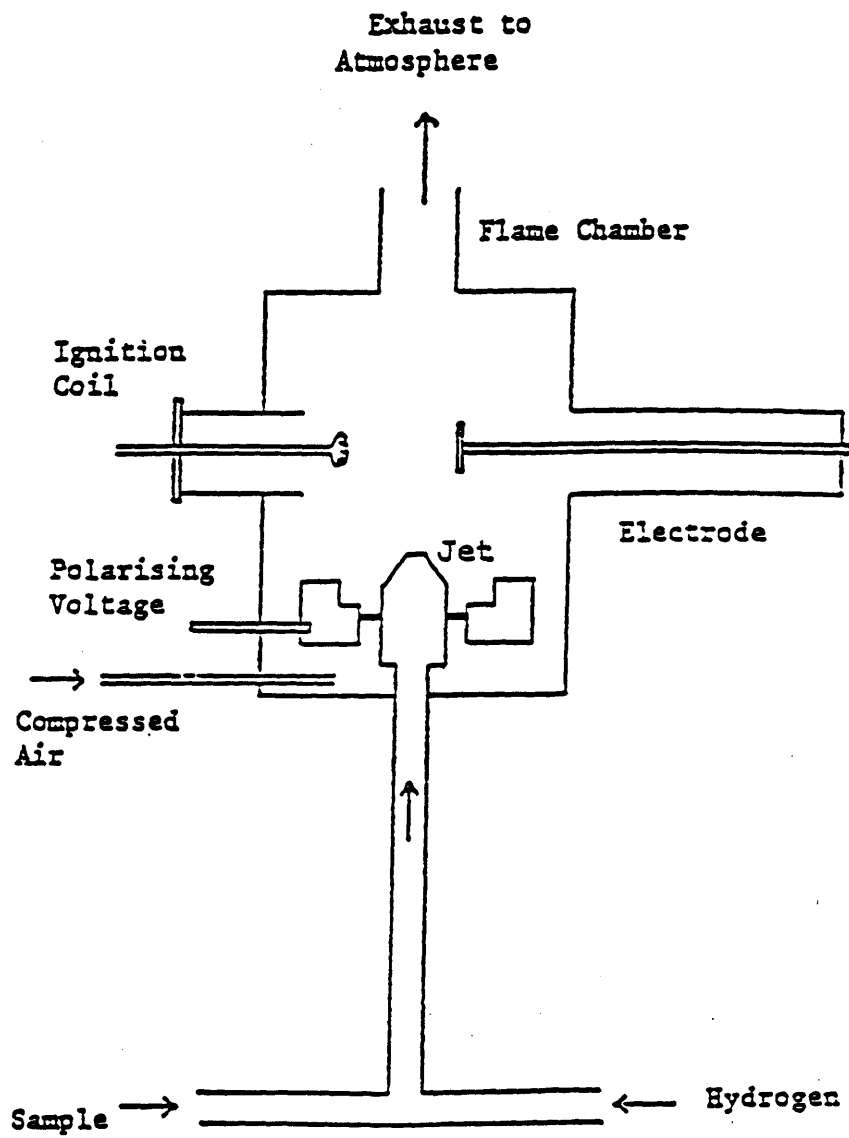 Exhaust to
Atmosphere
Flame Chamber
Ignition
Coil
Electrode
Jet
Polarising
Voltage
Compressed
Air
Hydrogen
Sample